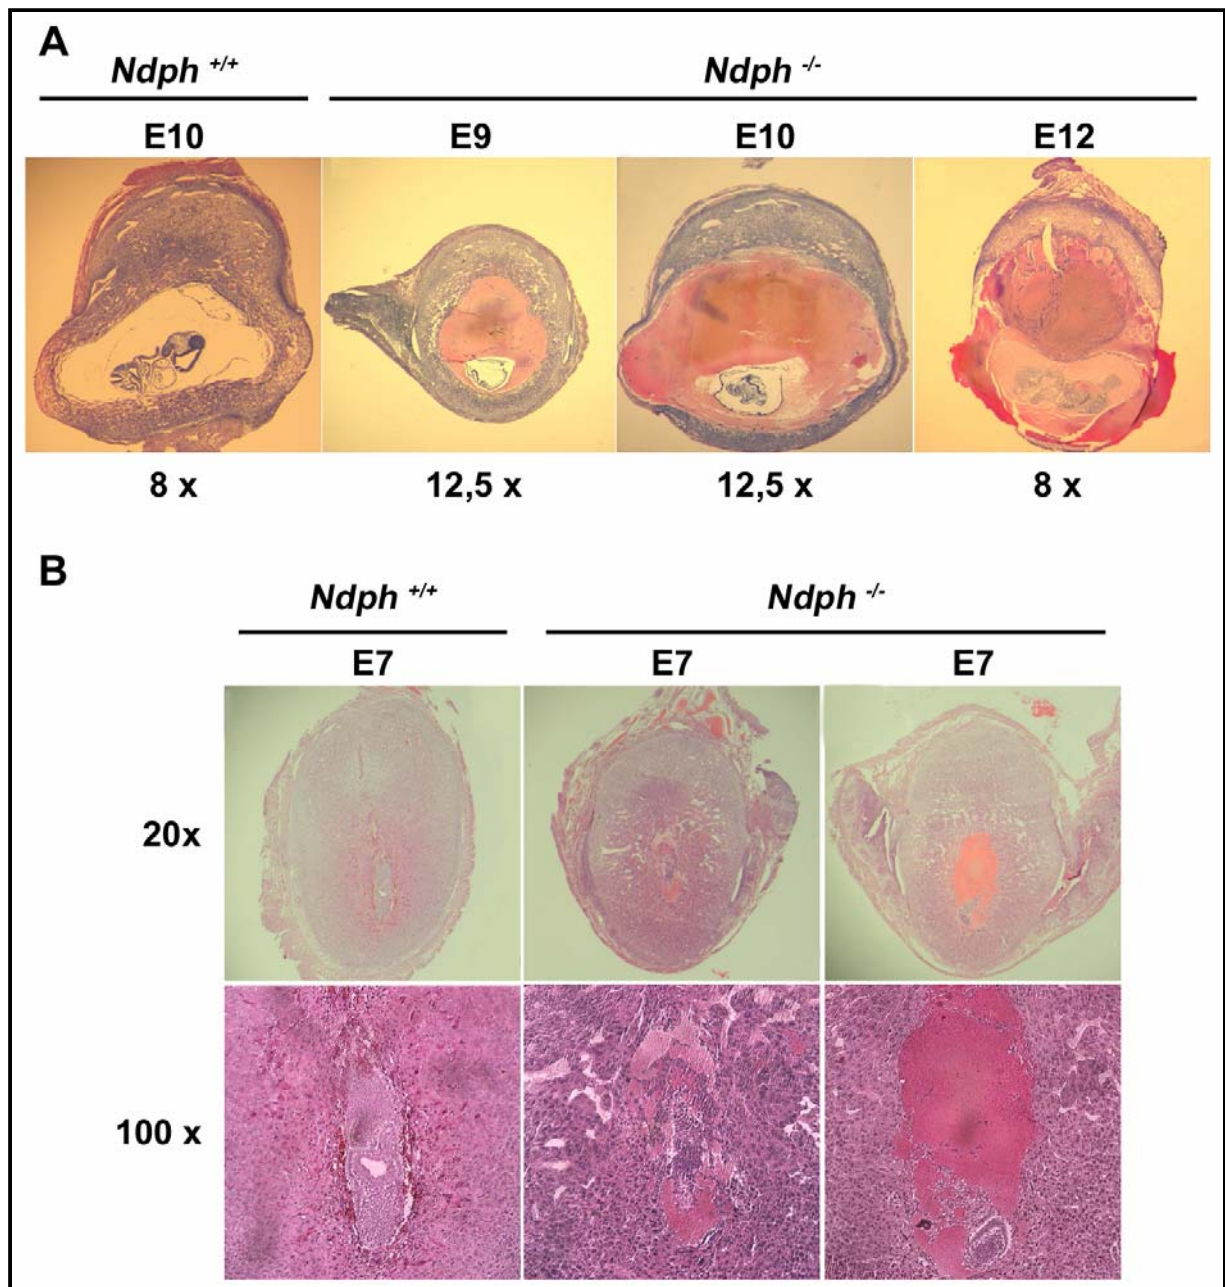 A
Ndph +/+ Ndph -/-
E10 E9 E10 E12
8 x 12,5 x 12,5 x 8 x
B
Ndph +/+ Ndph -/-
E7 E7 E7
20x
100 x